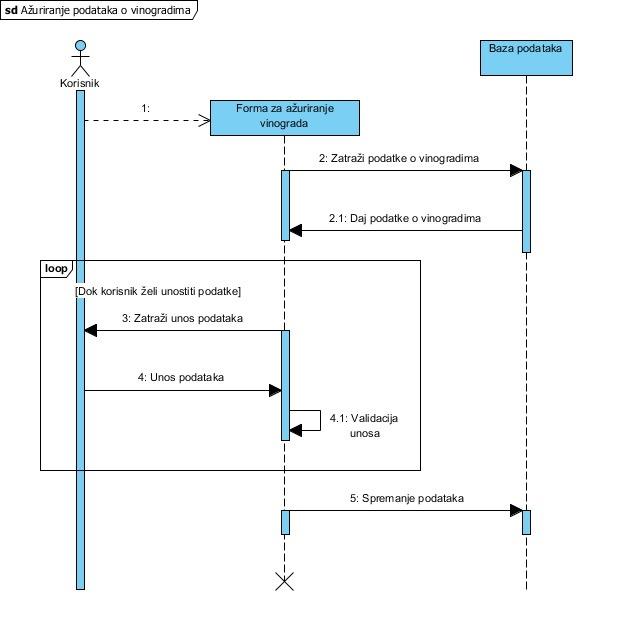 sd Ažuriranje podataka o vinogradima
Baza podataka
Korisnik
1:
Forma za ažuriranje
vinograda
2: Zatraži podatke o vinogradima
2.1: Daj podatke o vinogradima
loop
[Dok korisnik želi unostiti podatke]
3: Zatraži unos podataka
4: Unos podataka
4.1: Validacija
unosa
5: Spremanje podataka